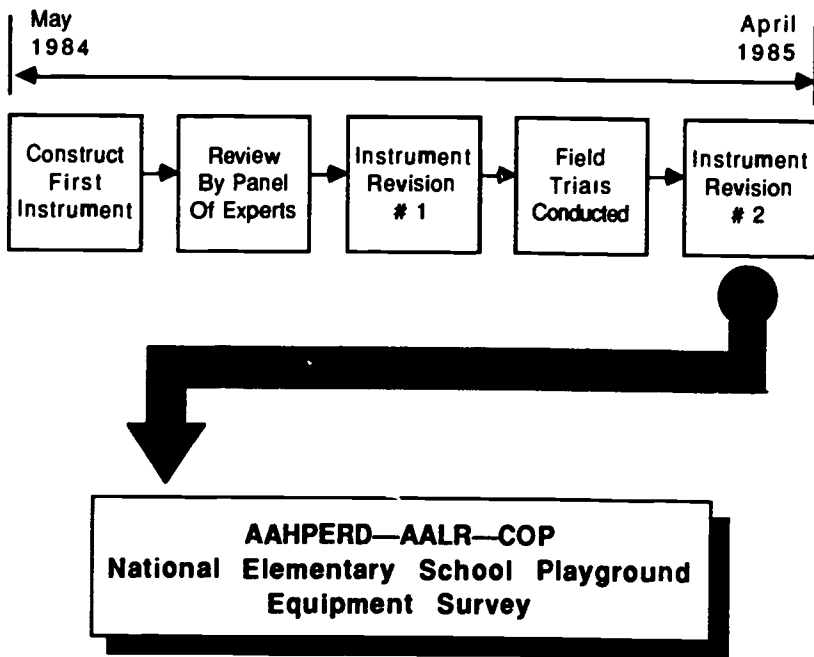 May
1984
April
1985
Construct
First
Instrument
Review
By Panel
Of Experts
Instrument
Revision
# 1
Field
Trials
Conducted
Instrument
Revision
# 2
AAHPERD—AALR—COP
National Elementary School Playground
Equipment Survey